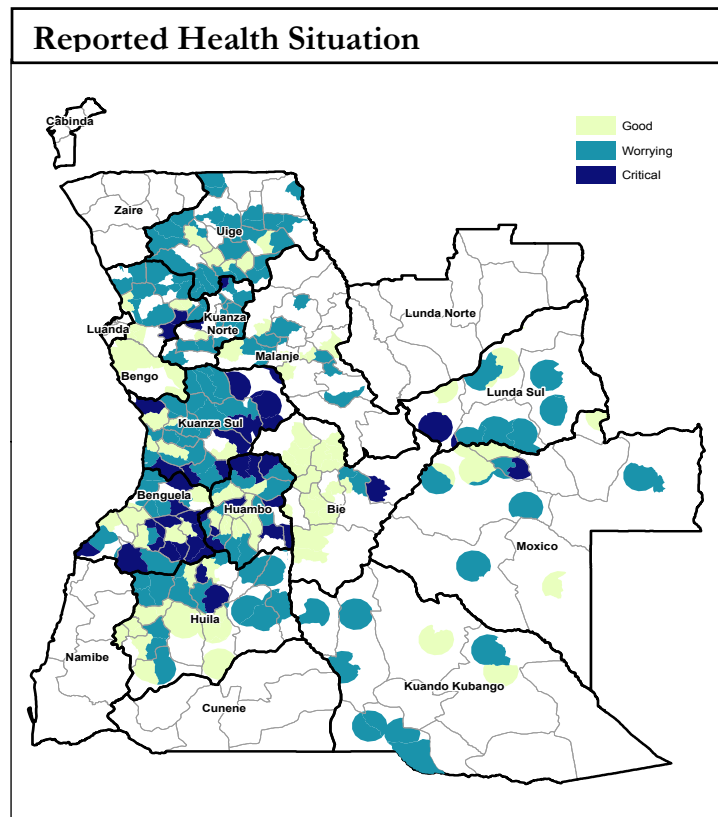 Reported Health Situation
Good
Worrying
Critical
Cabinda
Zaire
Uige
Lunda Norte
Kuanza
Norte
Luanda
Malanje
Bengo
Lunda Sul
Kuanza Sul
Benguela
Huambo
Bie
Moxico
Huila
Namibe
Kuando Kubango
Cunene